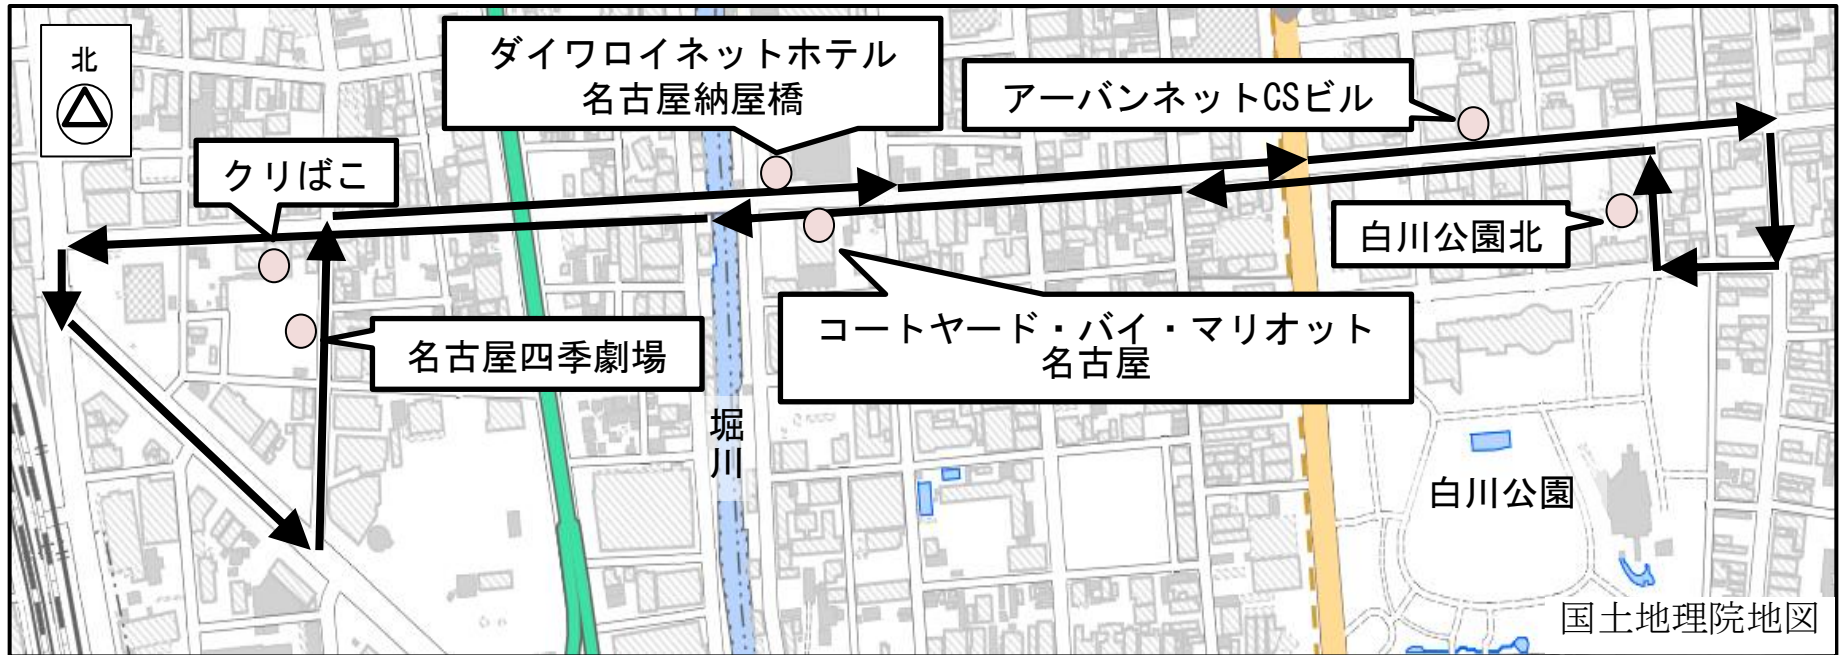 北
ダイワロイネットホテル
名古屋納屋橋
アーバンネットCSビル
クリばこ
白川公園北
コートヤード・バイ・マリオット
名古屋
名古屋四季劇場
堀川
白川公園
国土地理院地図